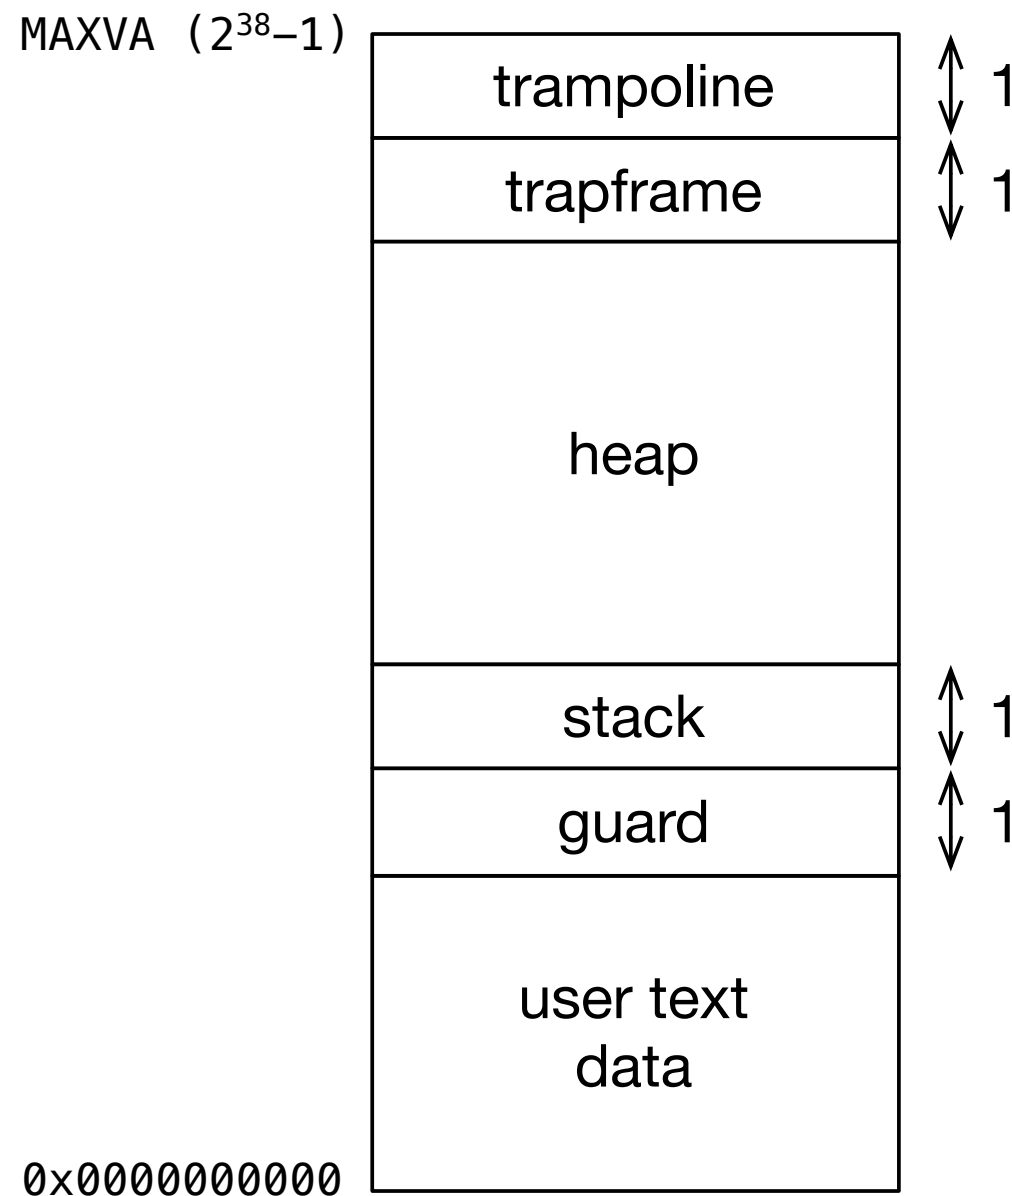 MAXVA (2³⁸–1)
trampoline 1
trapframe 1
heap
stack 1
guard 1
user text
data
0x0000000000